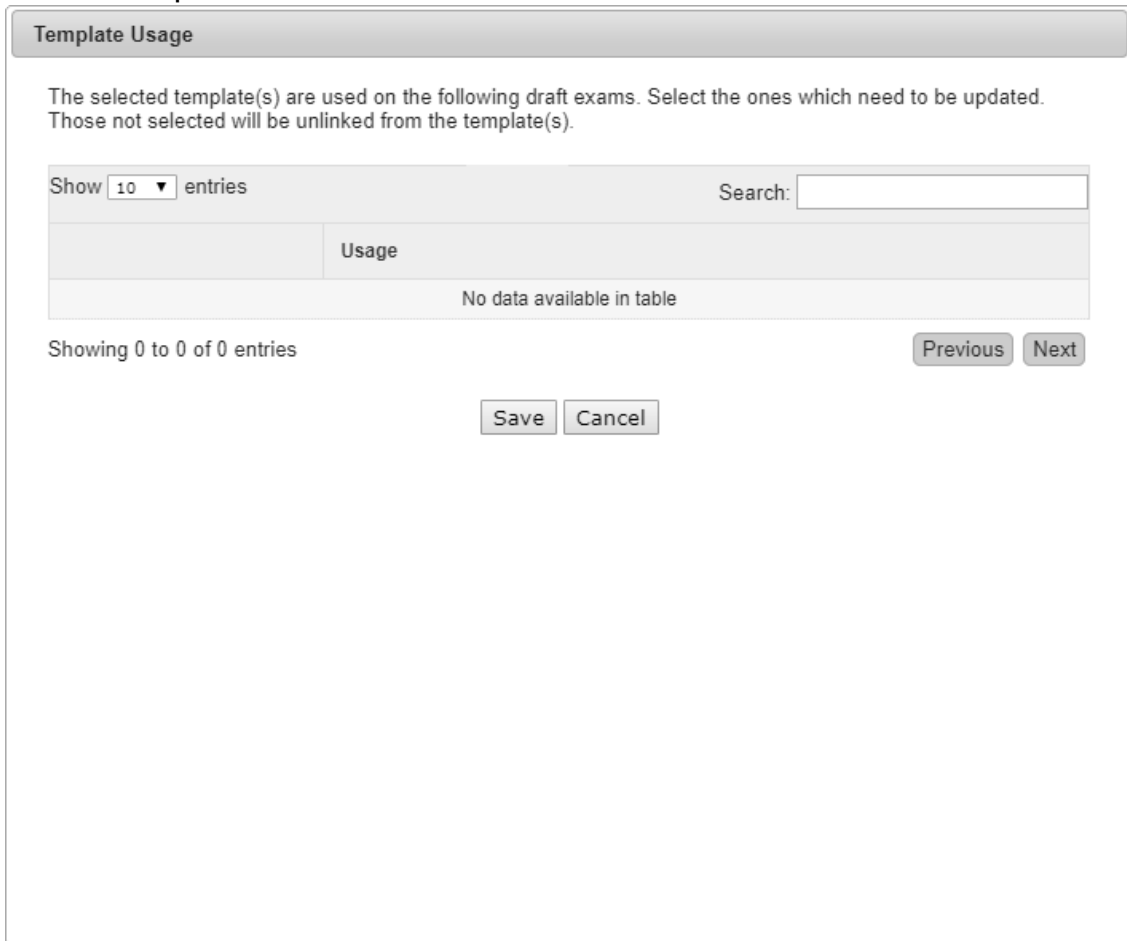 Template Usage
The selected template(s) are used on the following draft exams. Select the ones which need to be updated.
Those not selected will be unlinked from the template(s).
Show 10 entries
Search:
Usage
No data available in table
Showing 0 to 0 of 0 entries
Previous Next
Save Cancel